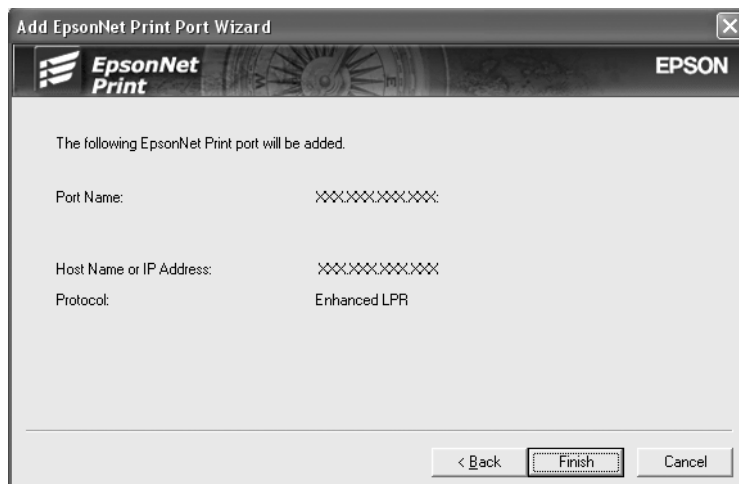 Add EpsonNet Print Port Wizard
EpsonNet
Print
EPSON
The following EpsonNet Print port will be added.
Port Name: XXX.XXX.XXX.XXX:
Host Name or IP Address: XXX.XXX.XXX.XXX
Protocol: Enhanced LPR
< Back Finish Cancel